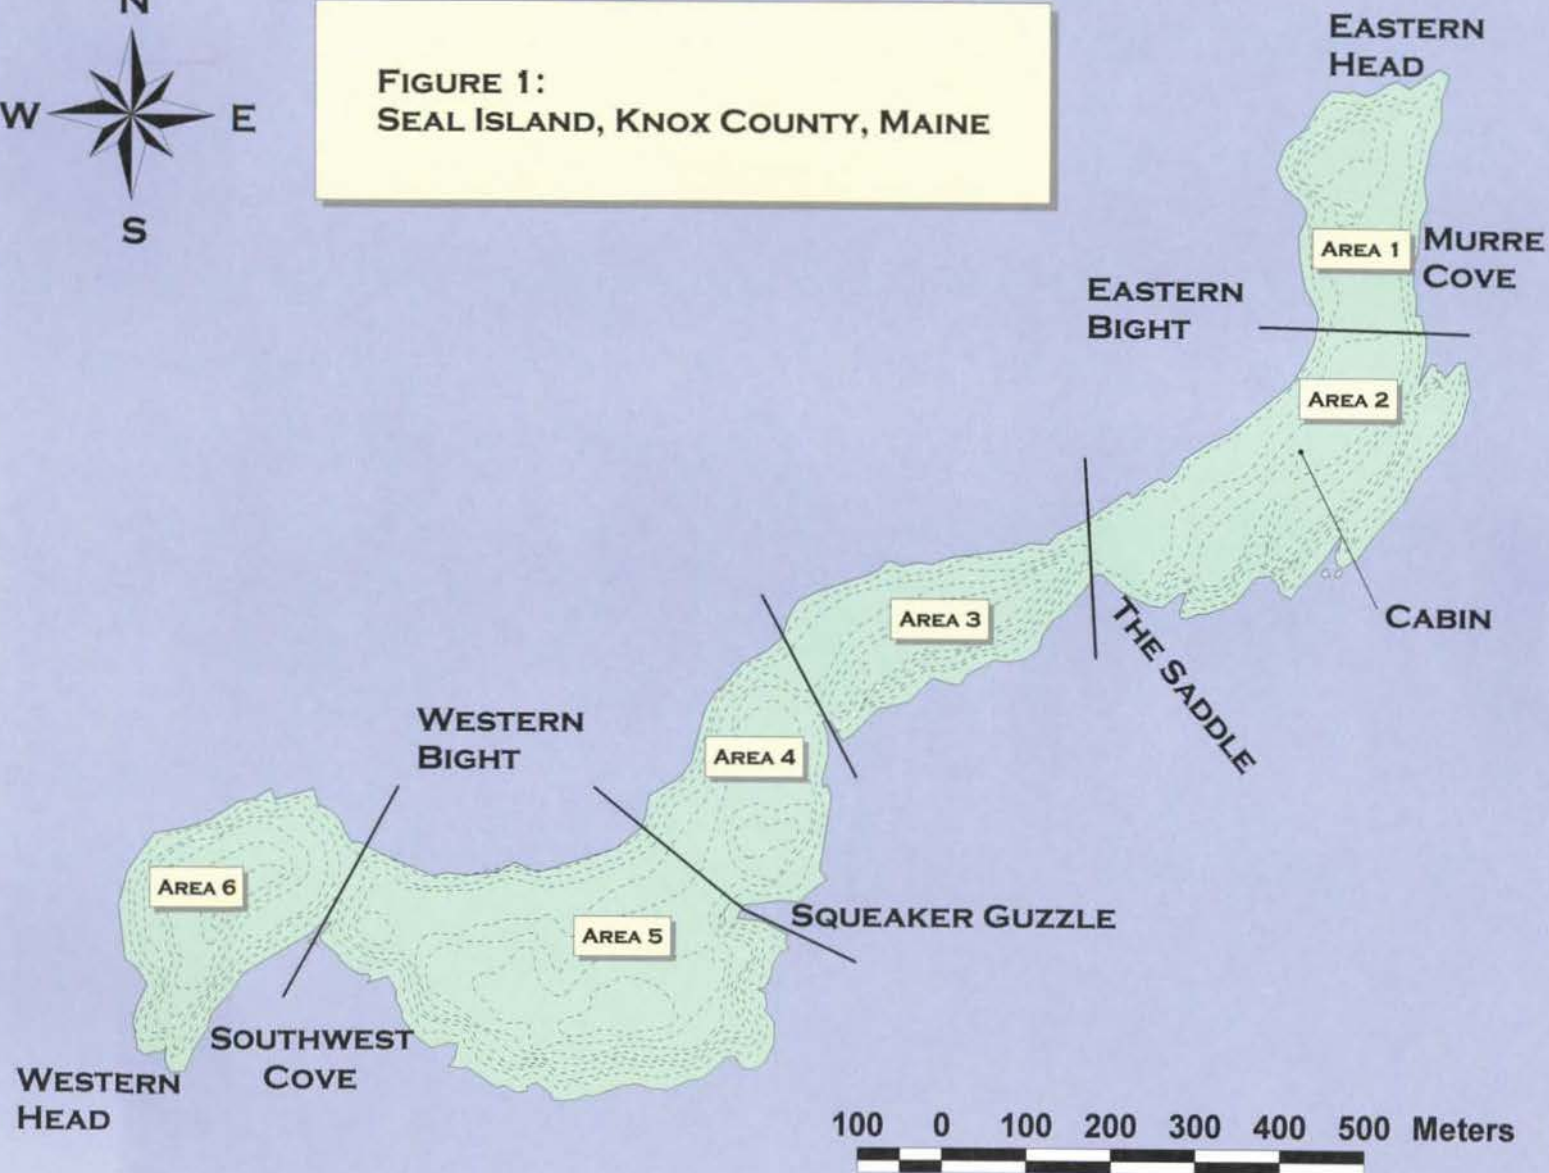 N
W
E
S
FIGURE 1:
SEAL ISLAND, KNOX COUNTY, MAINE
EASTERN
HEAD
AREA 1
MURRE
COVE
EASTERN
BIGHT
AREA 2
CABIN
THE SADDLE
AREA 3
AREA 4
WESTERN
BIGHT
AREA 6
AREA 5
SQUEAKER GUZZLE
SOUTHWEST
COVE
WESTERN
HEAD
100 0 100 200 300 400 500 Meters